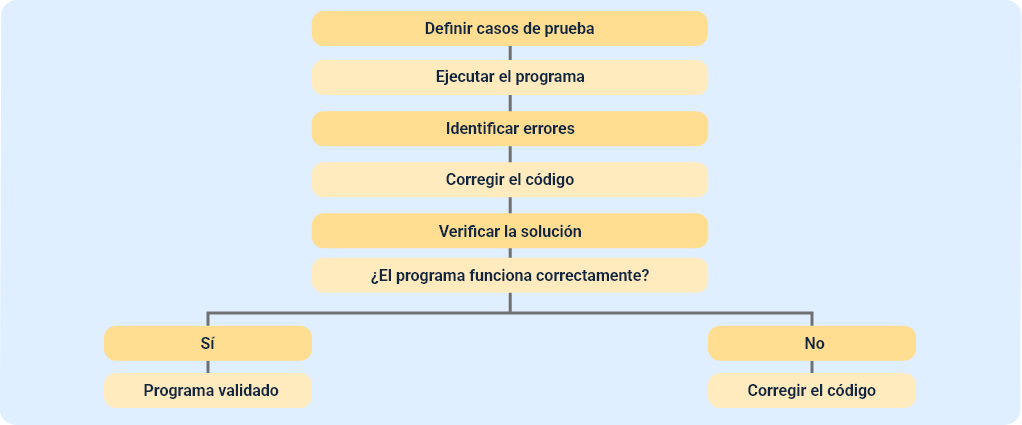 Definir casos de prueba
Ejecutar el programa
Identificar errores
Corregir el código
Verificar la solución
¿El programa funciona correctamente?
Sí
No
Programa validado
Corregir el código